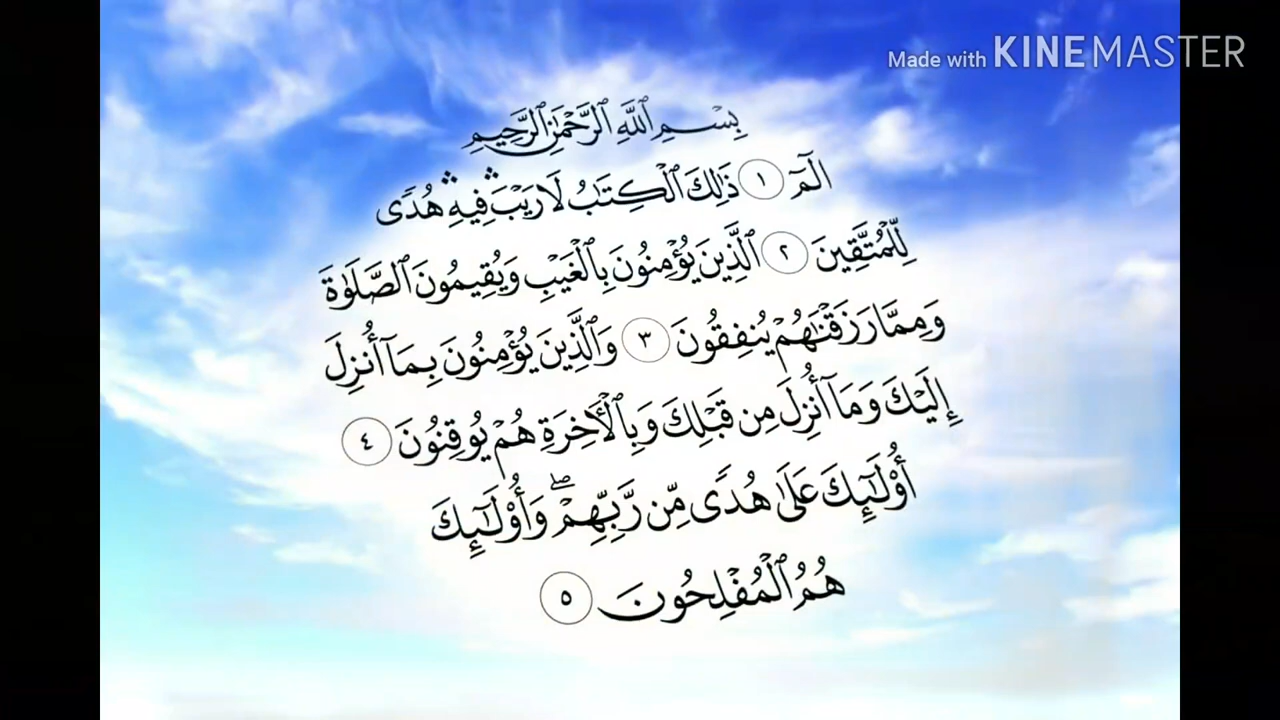 Made with KINEMASTER
بِسْمِ ٱللَّهِ ٱلرَّحْمَٰنِ ٱلرَّحِيمِ
الٓمٓ ١ ذَٰلِكَ ٱلْكِتَٰبُ لَا رَيْبَ ۛ فِيهِ ۛ هُدًى
لِّلْمُتَّقِينَ ٢ ٱلَّذِينَ يُؤْمِنُونَ بِٱلْغَيْبِ وَيُقِيمُونَ ٱلصَّلَوٰةَ
وَمِمَّا رَزَقْنَٰهُمْ يُنفِقُونَ ٣ وَٱلَّذِينَ يُؤْمِنُونَ بِمَآ أُنزِلَ
إِلَيْكَ وَمَآ أُنزِلَ مِن قَبْلِكَ وَبِٱلْأَخِرَةِ هُمْ يُوقِنُونَ ٤
أُو۟لَٰٓئِكَ عَلَىٰ هُدًى مِّن رَّبِّهِمْ ۖ وَأُو۟لَٰٓئِكَ
هُمُ ٱلْمُفْلِحُونَ ٥